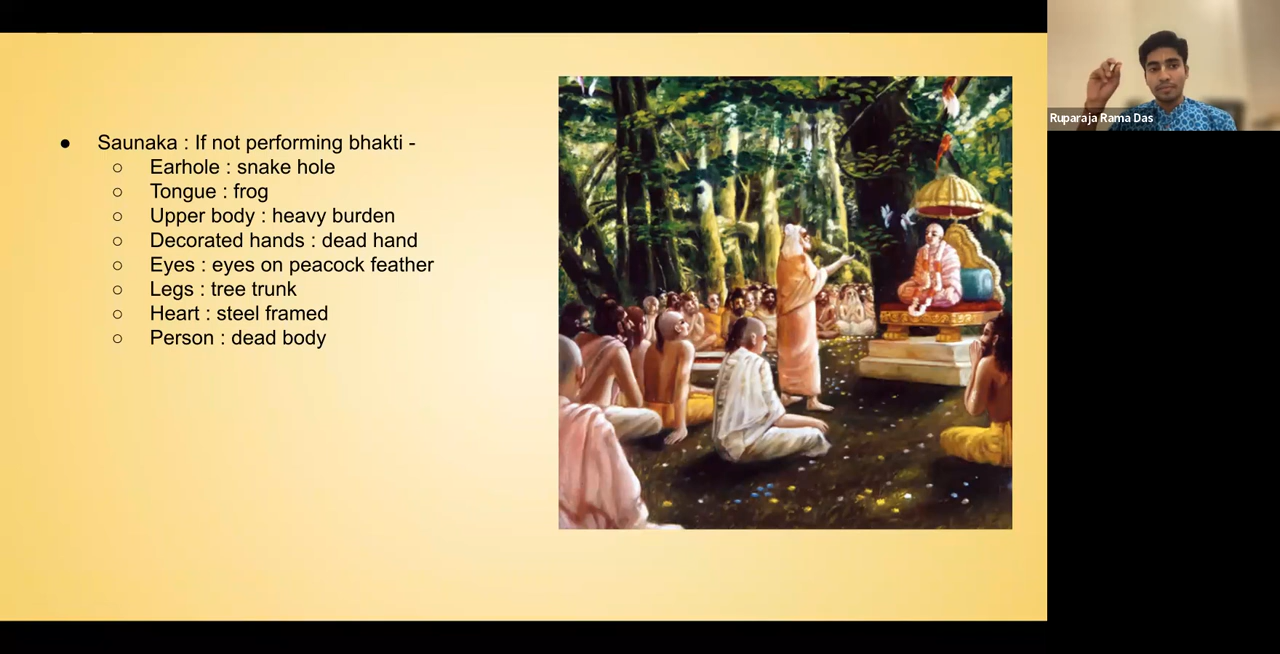 ● Saunaka : If not performing bhakti -
○ Earhole : snake hole
○ Tongue : frog
○ Upper body : heavy burden
○ Decorated hands : dead hand
○ Eyes : eyes on peacock feather
○ Legs : tree trunk
○ Heart : steel framed
○ Person : dead body
Ruparaja Rama Das